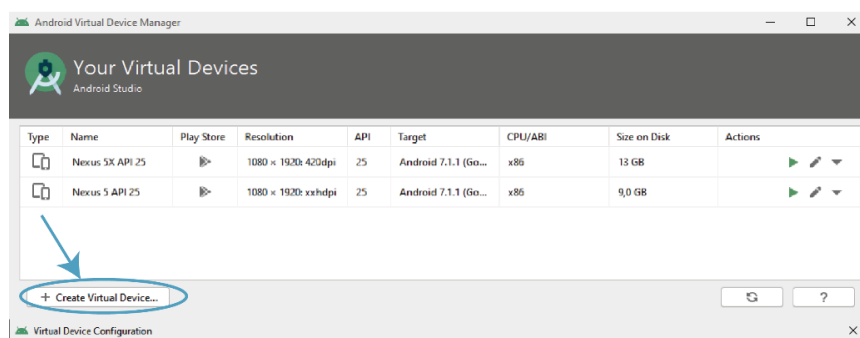 Android Virtual Device Manager
Your Virtual Devices
Android Studio
Type Name Play Store Resolution API Target CPU/ABI Size on Disk Actions
Nexus 5X API 25 1080 × 1920: 420dpi 25 Android 7.1.1 (Go... x86 13 GB
Nexus 5 API 25 1080 × 1920: xxhdpi 25 Android 7.1.1 (Go... x86 9,0 GB
+ Create Virtual Device... ?
Virtual Device Configuration